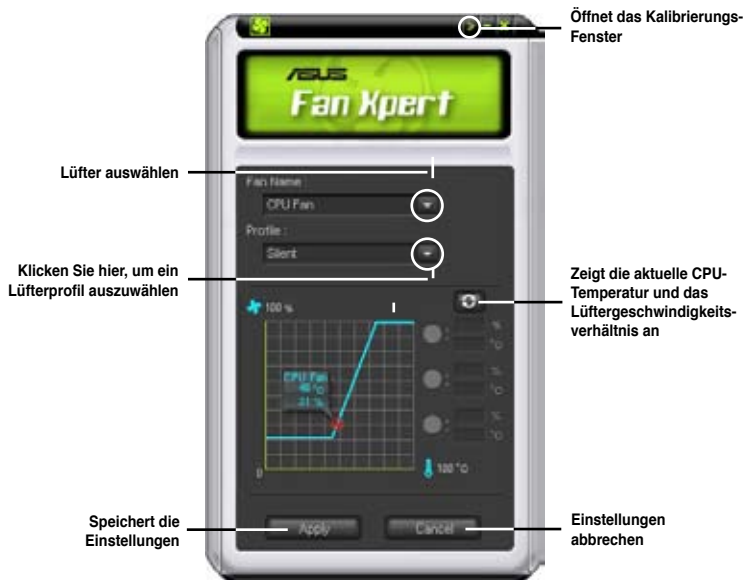 Öffnet das Kalibrierungs-
Fenster
ASUS
Fan Xpert
Lüfter auswählen
Fan Name
CPU Fan
Profile :
Silent
Klicken Sie hier, um ein
Lüfterprofil auszuwählen
Zeigt die aktuelle CPU-
Temperatur und das
Lüftergeschwindigkeits-
verhältnis an
100 %
%
°C
CPU Fan
°C
31 %
%
°C
%
°C
0
100 °C
Speichert die
Einstellungen
Apply
Cancel
Einstellungen
abbrechen